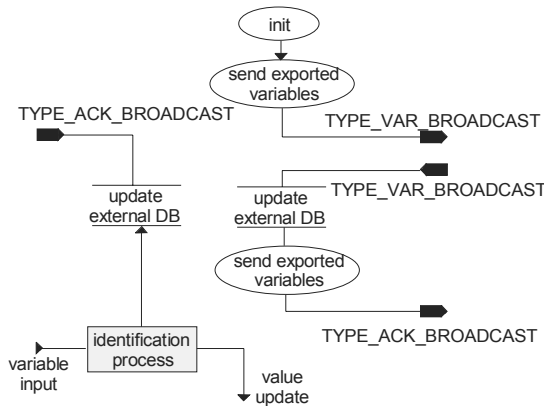 init
send exported
variables
TYPE_ACK_BROADCAST
TYPE_VAR_BROADCAST
TYPE_VAR_BROADCAST
update
external DB
update
external DB
send exported
variables
TYPE_ACK_BROADCAST
identification
process
variable
input
value
update